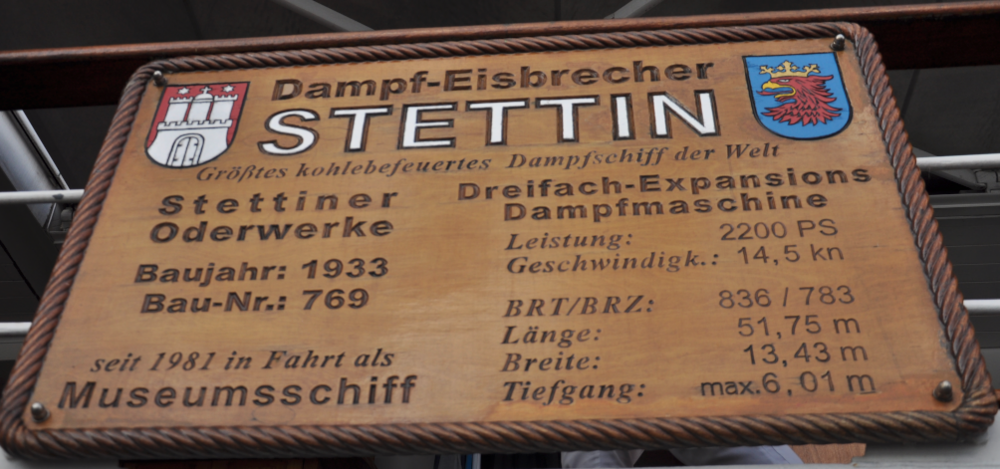 Dampf-Eisbrecher
STETTIN
Größtes kohlebefeuertes Dampfschiff der Welt
Stettiner
Oderwerke
Baujahr: 1933
Bau-Nr.: 769
seit 1981 in Fahrt als
Museumsschiff
Dreifach-Expansions
Dampfmaschine
Leistung: 2200 PS
Geschwindigk.: 14,5 kn
BRT/BRZ: 836 / 783
Länge: 51,75 m
Breite: 13,43 m
Tiefgang: max.6,01 m